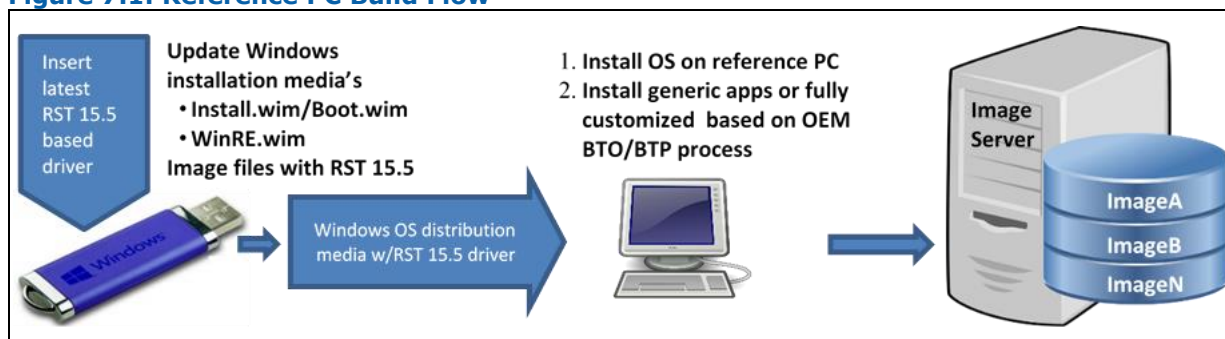 Figure 7.1: Reference PC Build Flow
Insert
latest
RST 15.5
based
driver
Update Windows
installation media's
• Install.wim/Boot.wim
• WinRE.wim
Image files with RST 15.5
Windows
Windows OS distribution
media w/RST 15.5 driver
1. Install OS on reference PC
2. Install generic apps or fully
customized based on OEM
BTO/BTP process
Image
Server
ImageA
ImageB
ImageN